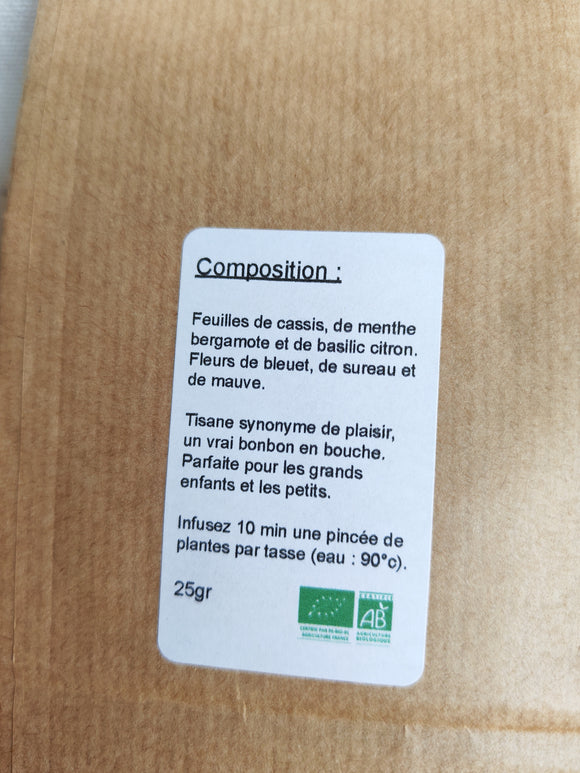 Composition :
Feuilles de cassis, de menthe
bergamote et de basilic citron.
Fleurs de bleuet, de sureau et
de mauve.
Tisane synonyme de plaisir,
un vrai bonbon en bouche.
Parfaite pour les grands
enfants et les petits.
Infusez 10 min une pincée de
plantes par tasse (eau : 90°c).
25gr
AB
AGRICULTURE
BIOLOGIQUE
AGRICULTURE FRANCE